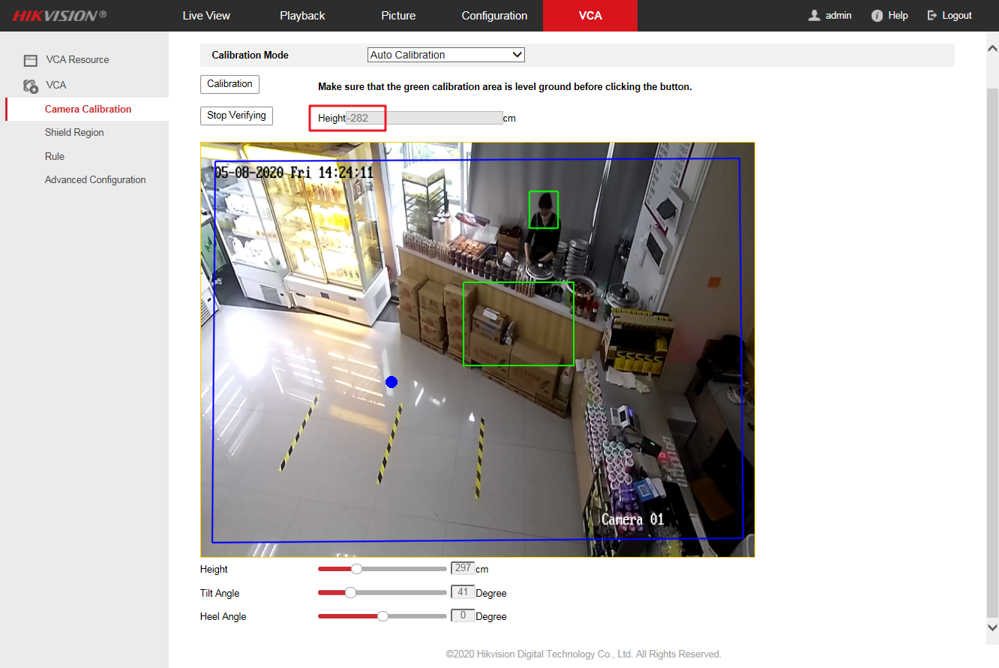 HIKVISION®
Live View
Playback
Picture
Configuration
VCA
admin
Help
Logout
VCA Resource
VCA
Camera Calibration
Shield Region
Rule
Advanced Configuration
Calibration Mode
Auto Calibration
Calibration
Make sure that the green calibration area is level ground before clicking the button.
Stop Verifying
Height -282 cm
05-08-2020 Fri 14:24:11
Camera 01
Height 297 cm
Tilt Angle 41 Degree
Heel Angle 0 Degree
©2020 Hikvision Digital Technology Co., Ltd. All Rights Reserved.